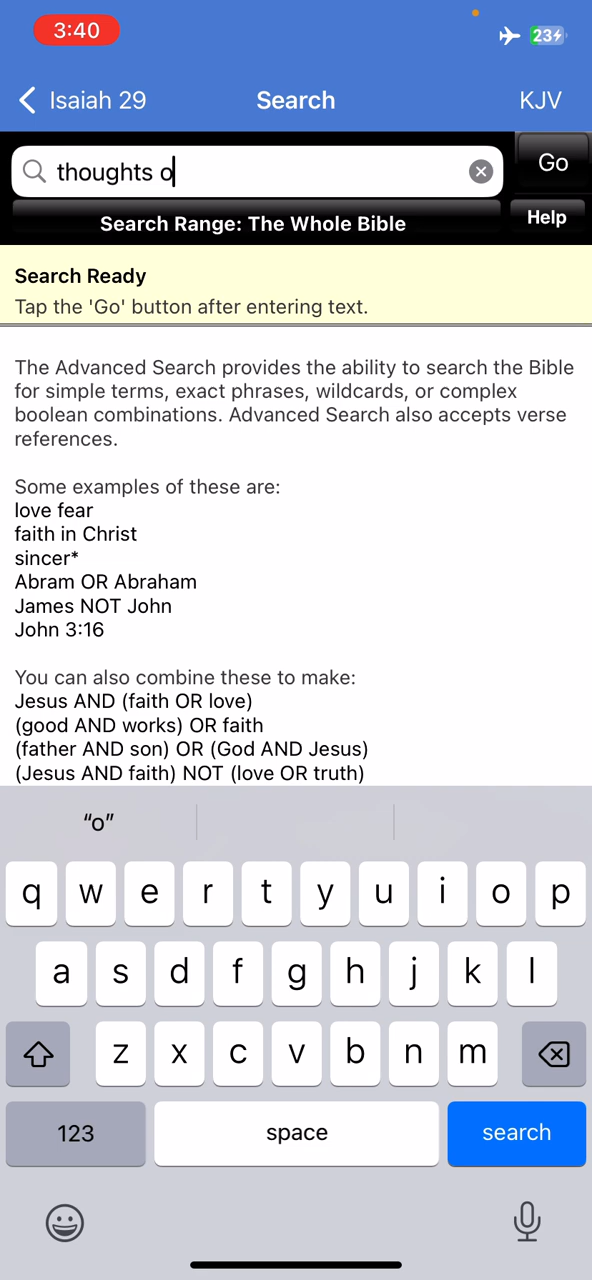 3:40
23
Isaiah 29
Search
KJV
thoughts o
Go
Search Range: The Whole Bible
Help
Search Ready
Tap the 'Go' button after entering text.
The Advanced Search provides the ability to search the Bible
for simple terms, exact phrases, wildcards, or complex
boolean combinations. Advanced Search also accepts verse
references.
Some examples of these are:
love fear
faith in Christ
sincer*
Abram OR Abraham
James NOT John
John 3:16
You can also combine these to make:
Jesus AND (faith OR love)
(good AND works) OR faith
(father AND son) OR (God AND Jesus)
(Jesus AND faith) NOT (love OR truth)
“o”
q w e r t y u i o p
a s d f g h j k l
z x c v b n m
123
space
search